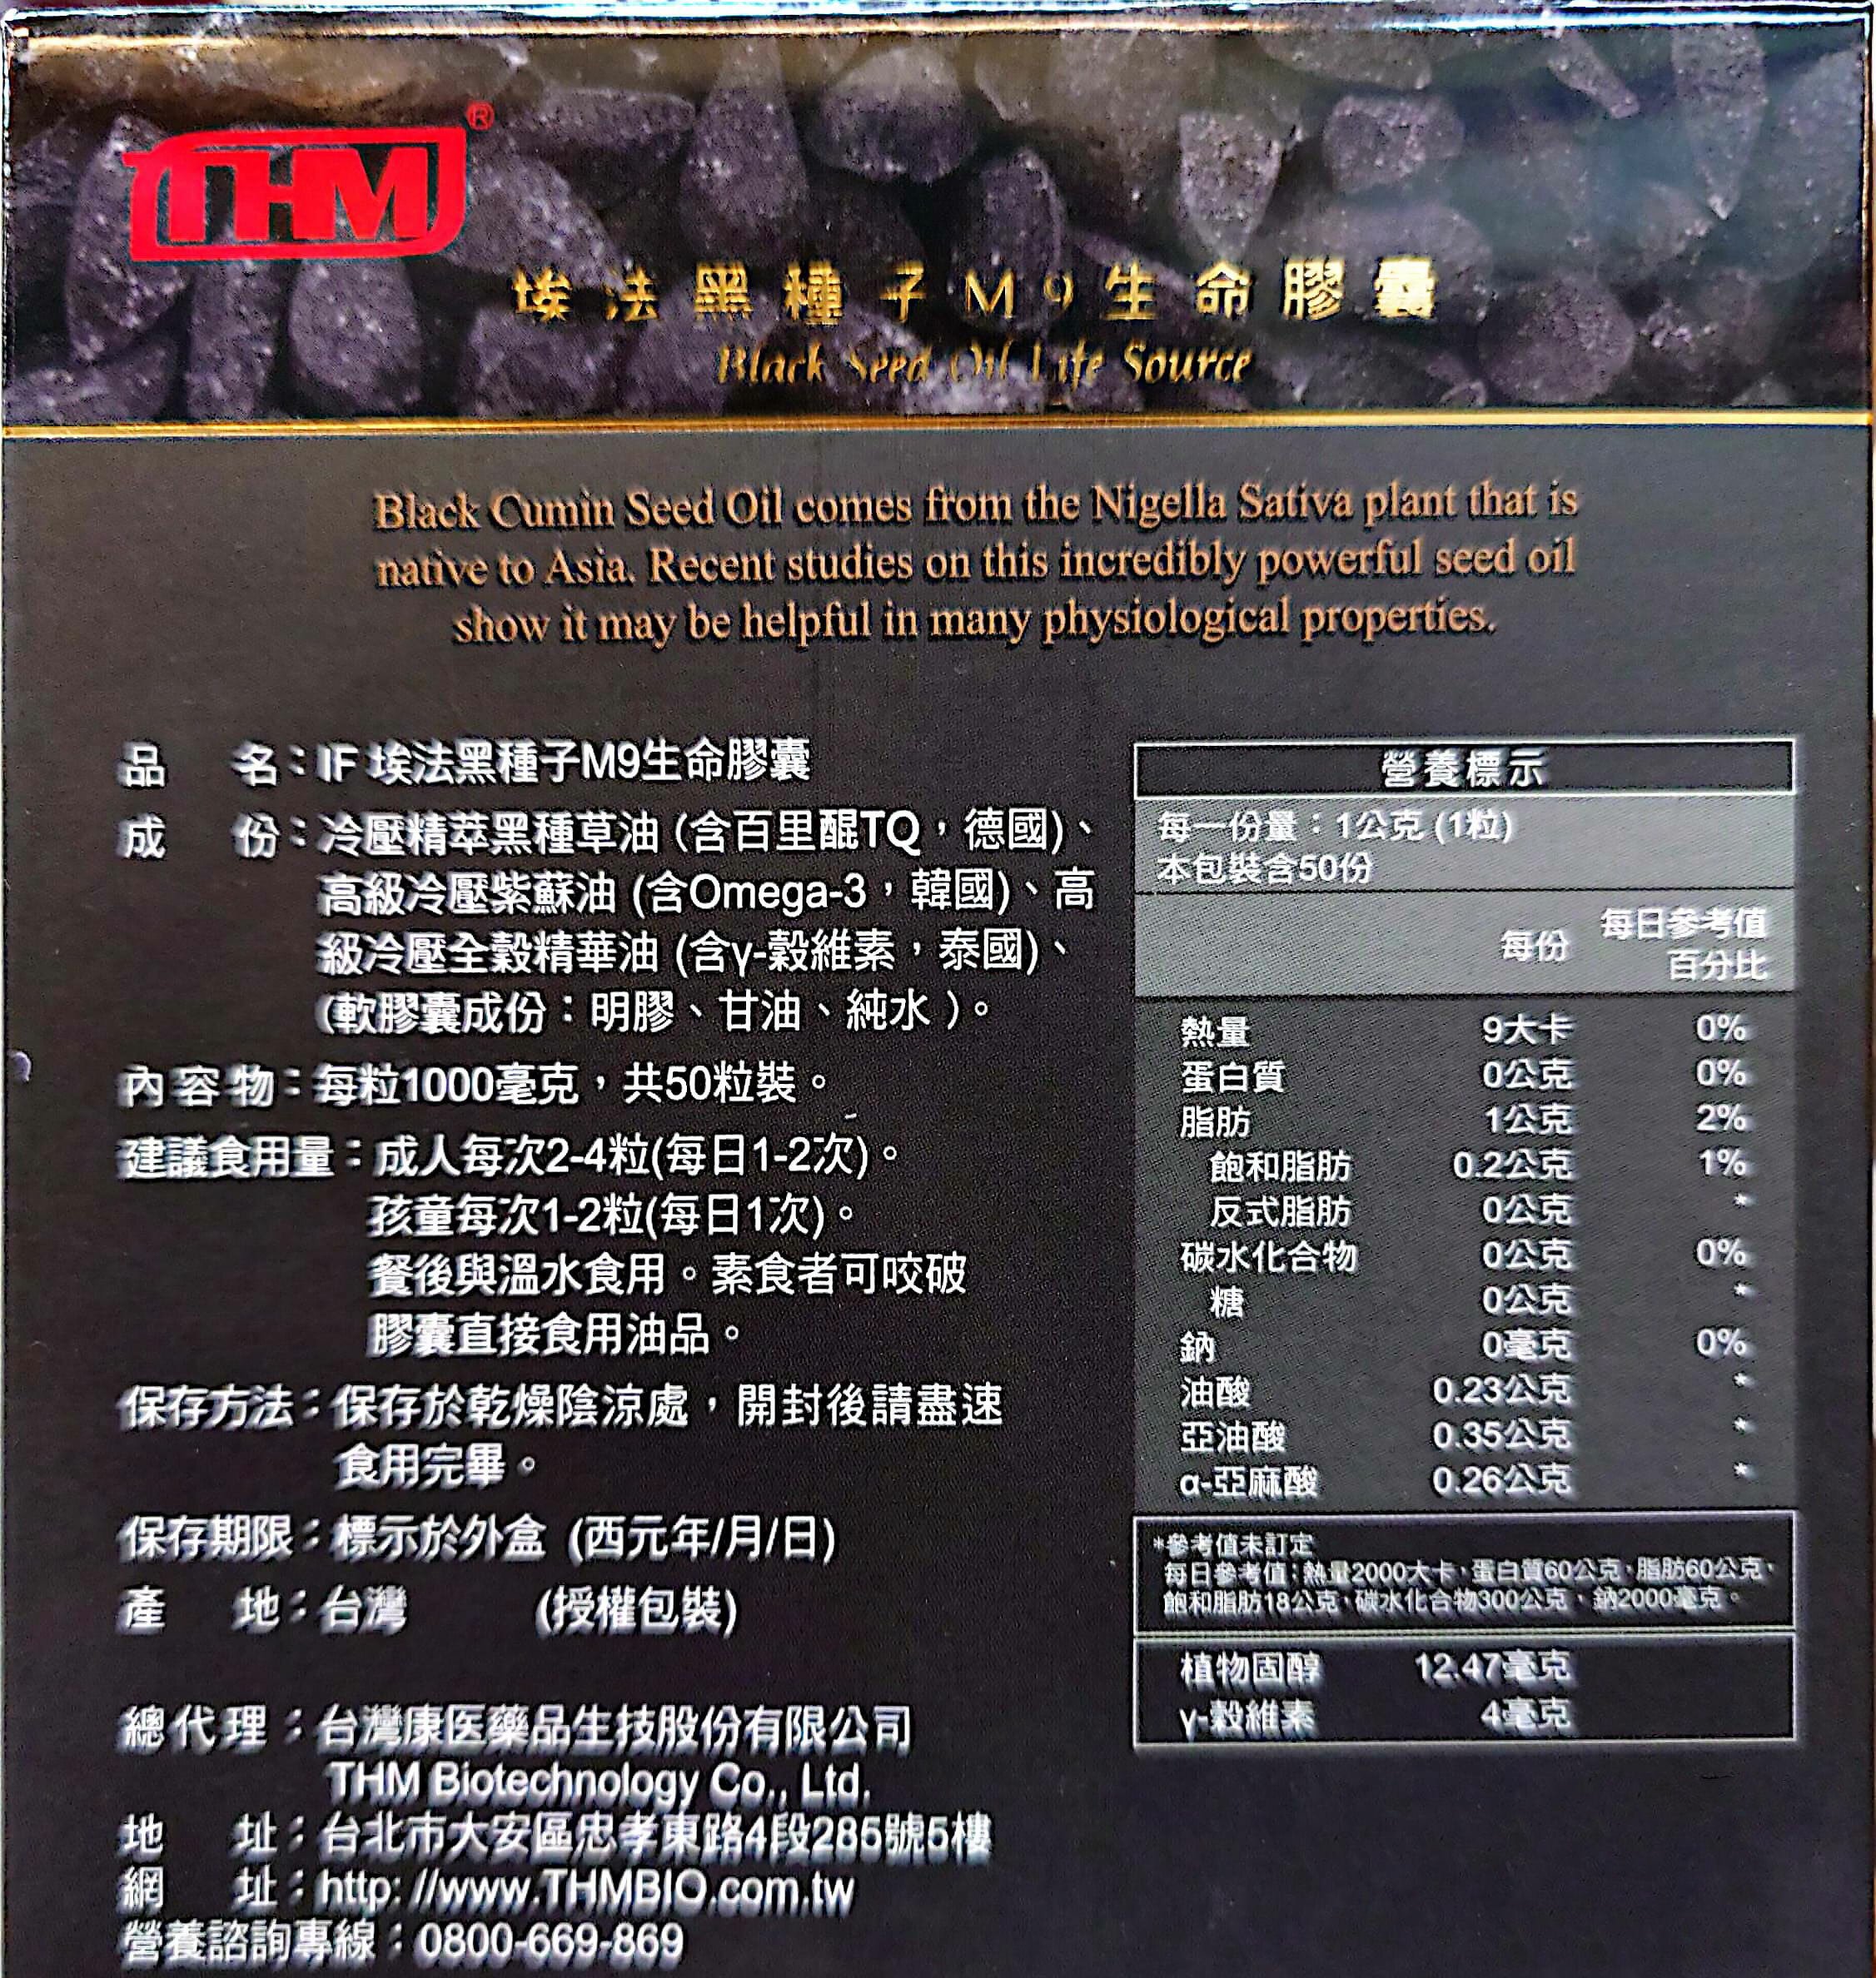 THM®
埃法黑種子M9生命膠囊
Black Seed Oil Life Source
Black Cumin Seed Oil comes from the Nigella Sativa plant that is
native to Asia. Recent studies on this incredibly powerful seed oil
show it may be helpful in many physiological properties.
品 名：IF 埃法黑種子M9生命膠囊
成 份：冷壓精萃黑種草油 (含百里醌TQ，德國)、
高級冷壓紫蘇油 (含Omega-3，韓國)、高
級冷壓全穀精華油 (含γ-穀維素，泰國)、
(軟膠囊成份：明膠、甘油、純水)。
內容物：每粒1000毫克，共50粒裝。
建議食用量：成人每次2-4粒(每日1-2次)。
孩童每次1-2粒(每日1次)。
餐後與溫水食用。素食者可咬破
膠囊直接食用油品。
保存方法：保存於乾燥陰涼處，開封後請盡速
食用完畢。
保存期限：標示於外盒 (西元年/月/日)
產 地：台灣 (授權包裝)
總代理：台灣康医藥品生技股份有限公司
THM Biotechnology Co., Ltd.
地 址：台北市大安區忠孝東路4段285號5樓
網 址：http: //www.THMBIO.com.tw
營養諮詢專線：0800-669-869
營養標示
每一份量：1公克 (1粒)
本包裝含50份
每份 每日參考值
百分比
熱量 9大卡 0%
蛋白質 0公克 0%
脂肪 1公克 2%
飽和脂肪 0.2公克 1%
反式脂肪 0公克 *
碳水化合物 0公克 0%
糖 0公克 *
鈉 0毫克 0%
油酸 0.23公克 *
亞油酸 0.35公克 *
α-亞麻酸 0.26公克 *
*參考值未訂定
每日參考值：熱量2000大卡，蛋白質60公克，脂肪60公克，
飽和脂肪18公克，碳水化合物300公克，鈉2000毫克。
植物固醇 12.47毫克
γ-穀維素 4毫克